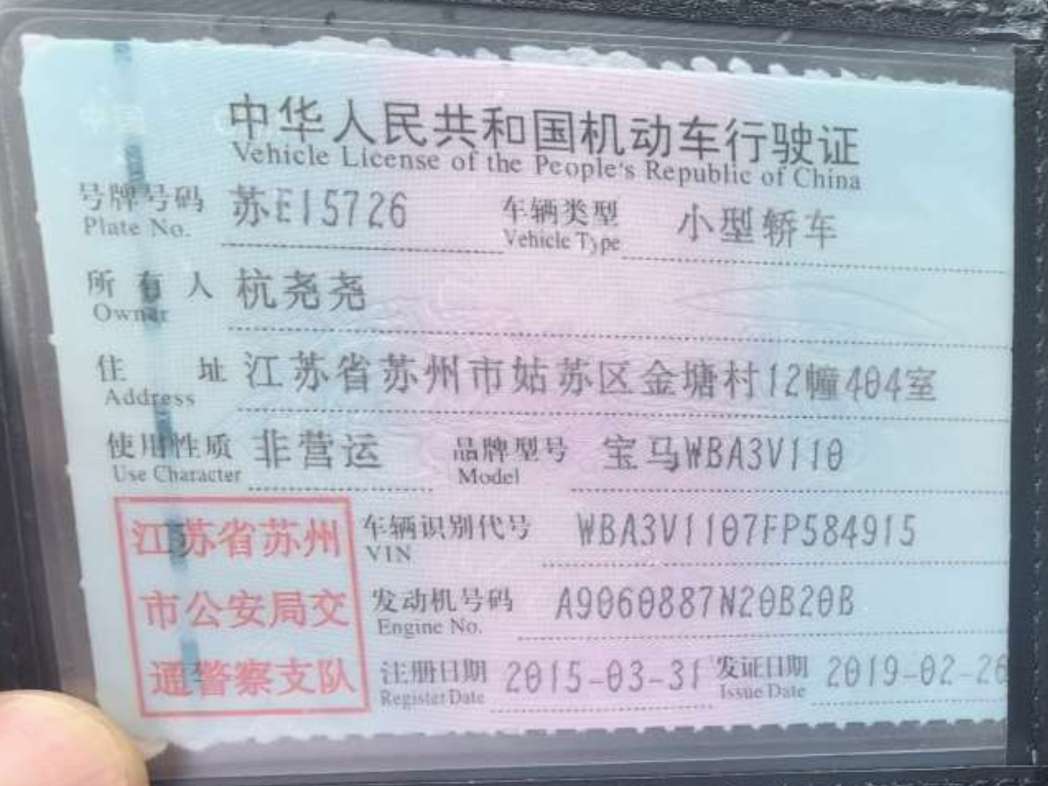 中华人民共和国机动车行驶证
Vehicle License of the People's Republic of China
号牌号码 苏E15726 车辆类型 小型轿车
Plate No. Vehicle Type
所有人 杭尧尧
Owner
住址 江苏省苏州市姑苏区金塘村12幢404室
Address
使用性质 非营运 品牌型号 宝马WBA3V110
Use Character Model
江苏省苏州
市公安局交
通警察支队
车辆识别代号 WBA3V1107FP584915
VIN
发动机号码 A9060887N20B20B
Engine No.
注册日期 2015-03-31 发证日期 2019-02-26
Register Date Issue Date